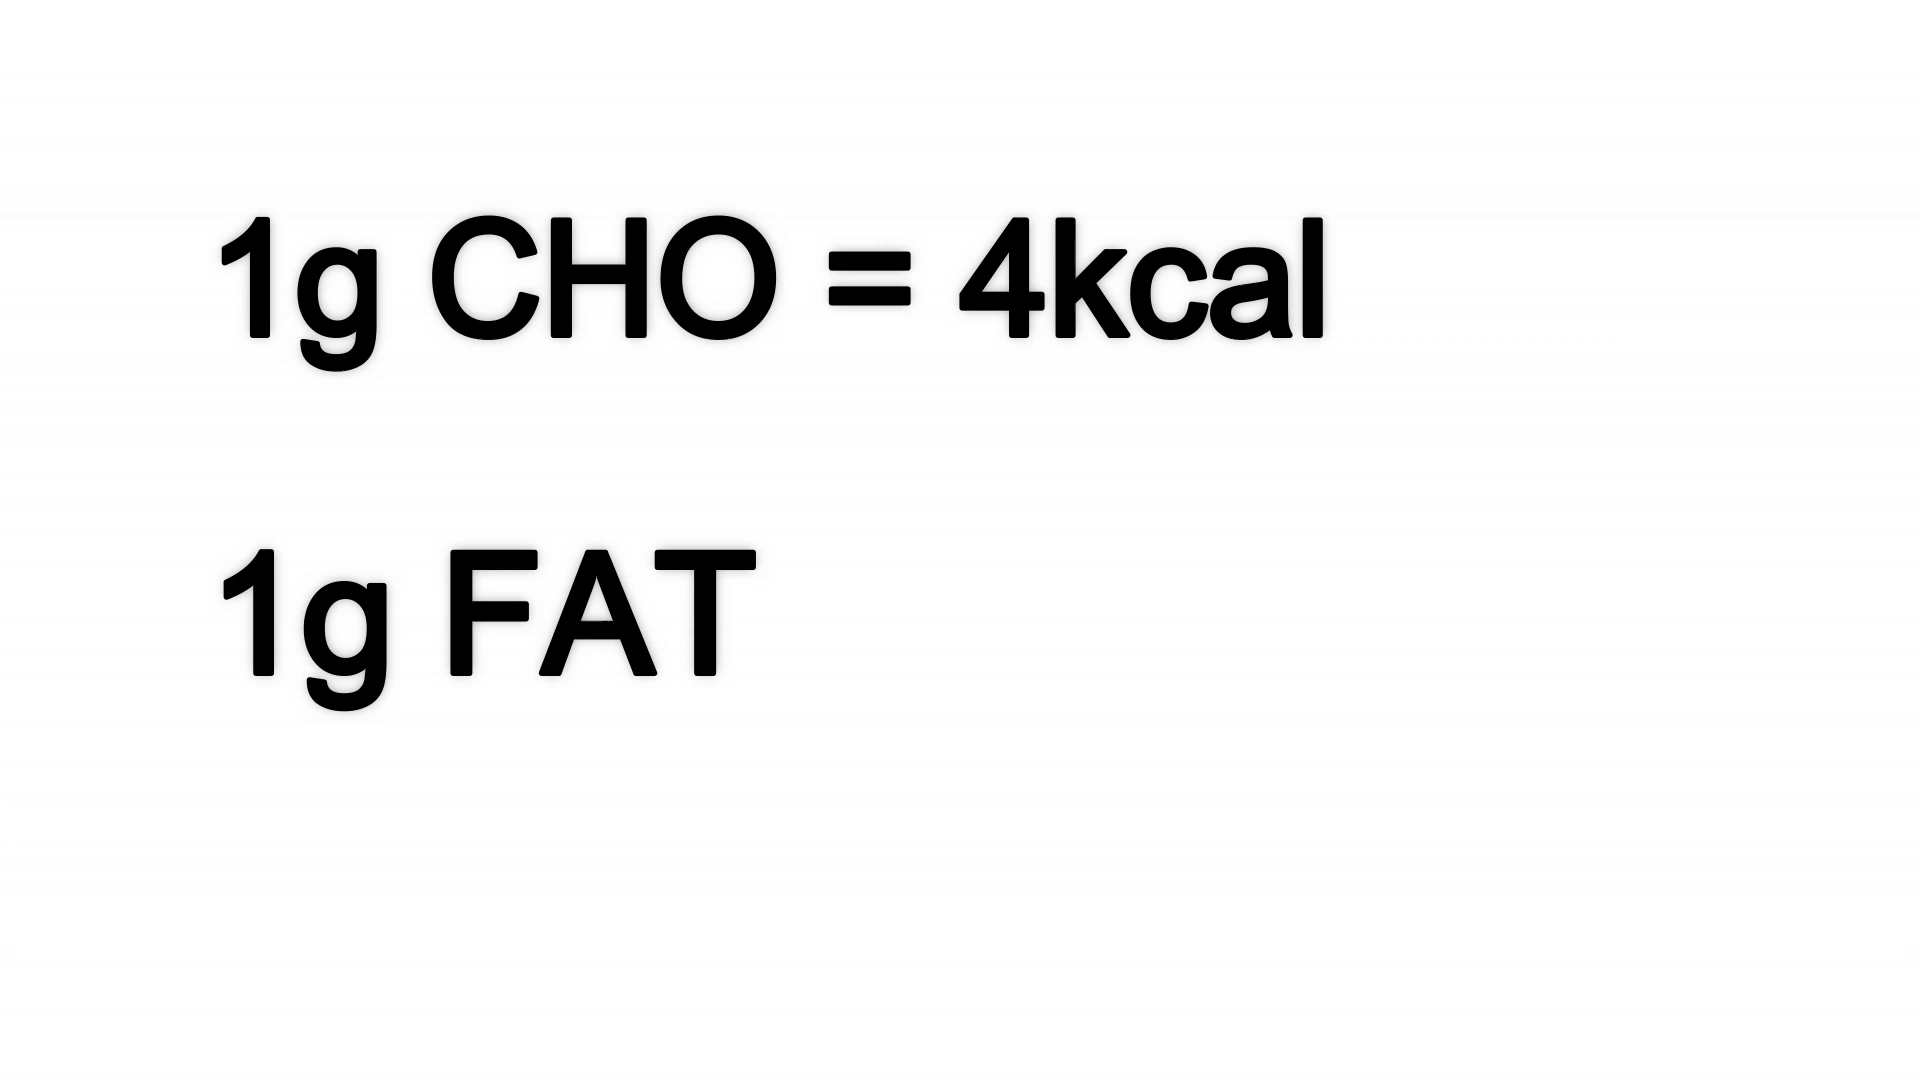 1g CHO = 4kcal
1g FAT